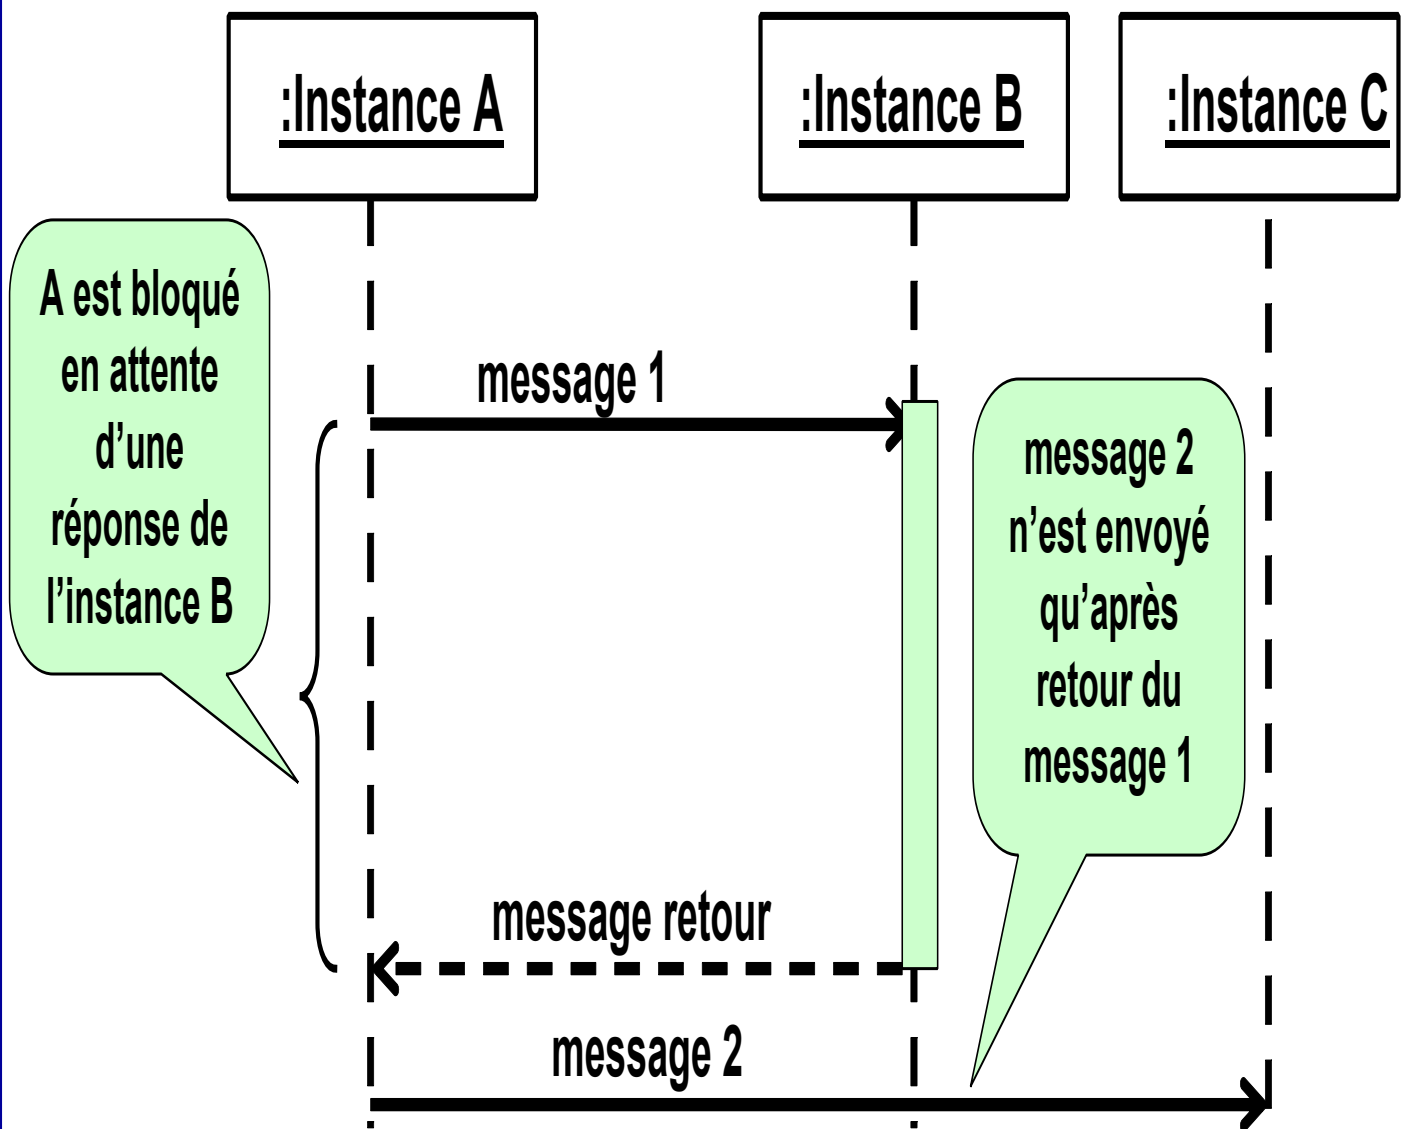 :Instance A
:Instance B
:Instance C
A est bloqué
en attente
d’une
réponse de
l’instance B
message 1
message 2
n’est envoyé
qu’après
retour du
message 1
message retour
message 2